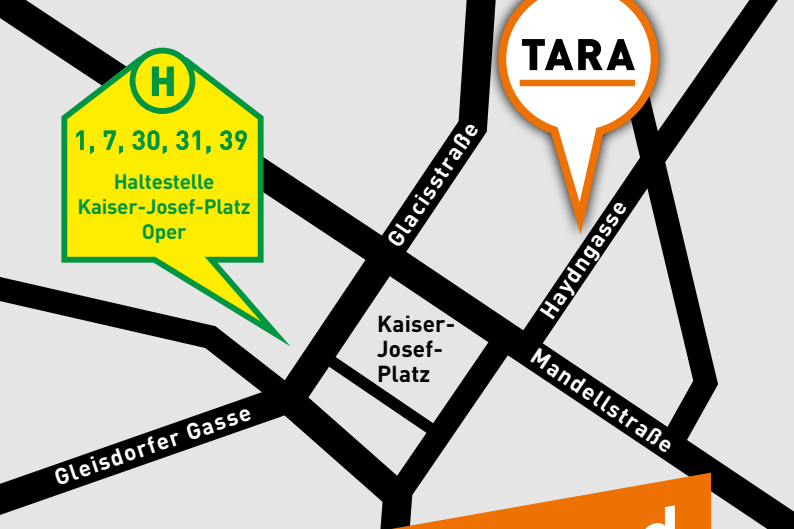 TARA
H
1, 7, 30, 31, 39
Haltestelle
Kaiser-Josef-Platz
Oper
Glacisstraße
Haydngasse
Kaiser-
Josef-
Platz
Mandellstraße
Gleisdorfer Gasse